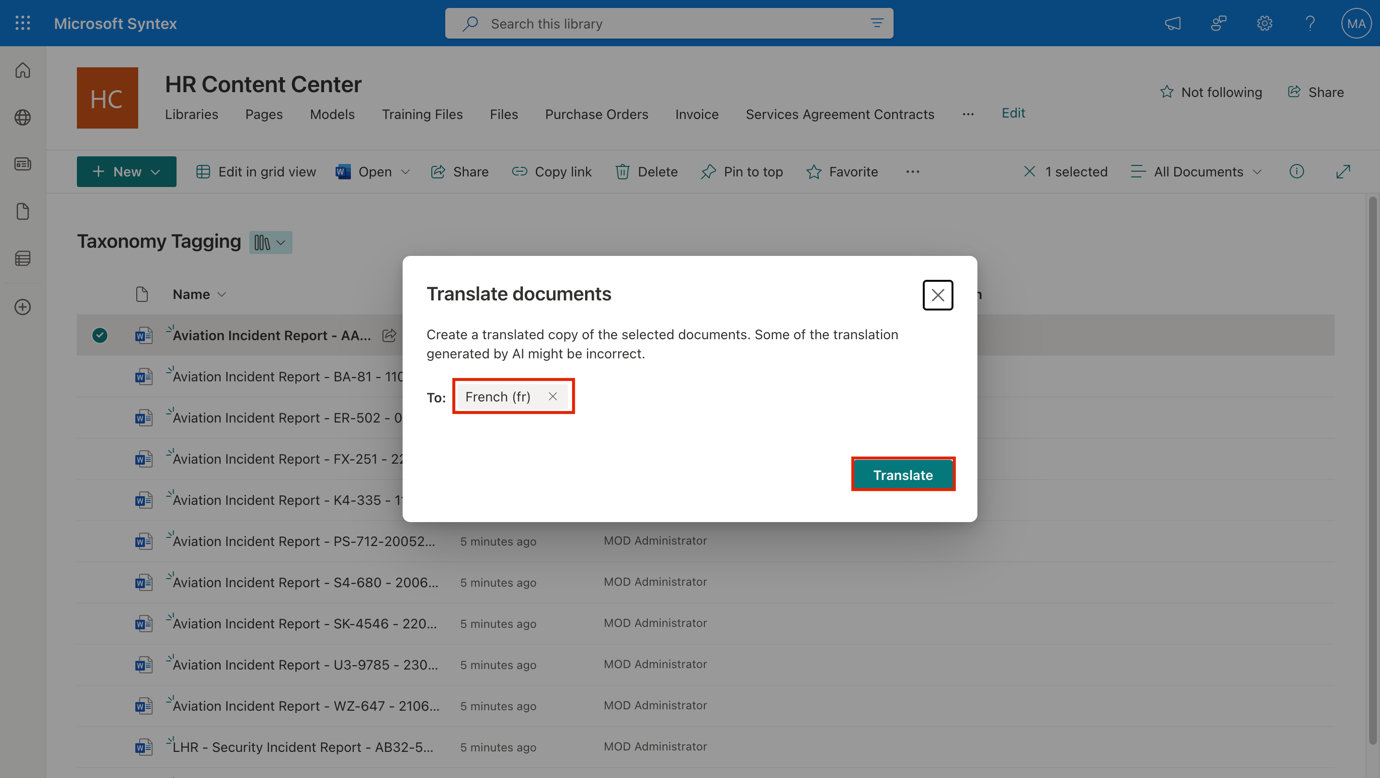 Microsoft Syntex
Search this library
MA
HC
HR Content Center
Libraries
Pages
Models
Training Files
Files
Purchase Orders
Invoice
Services Agreement Contracts
...
Edit
Not following
Share
New
Edit in grid view
Open
Share
Copy link
Delete
Pin to top
Favorite
...
1 selected
All Documents
Taxonomy Tagging
Name
Aviation Incident Report - AA...
Aviation Incident Report - BA-81 - 110
Aviation Incident Report - ER-502 - 0
Aviation Incident Report - FX-251 - 22
Aviation Incident Report - K4-335 - 11
Aviation Incident Report - PS-712-20052... 5 minutes ago MOD Administrator
Aviation Incident Report - S4-680 - 2006... 5 minutes ago MOD Administrator
Aviation Incident Report - SK-4546 - 220... 5 minutes ago MOD Administrator
Aviation Incident Report - U3-9785 - 230... 5 minutes ago MOD Administrator
Aviation Incident Report - WZ-647 - 2106... 5 minutes ago MOD Administrator
LHR - Security Incident Report - AB32-5... 5 minutes ago MOD Administrator
Translate documents
Create a translated copy of the selected documents. Some of the translation
generated by AI might be incorrect.
To: French (fr)
Translate